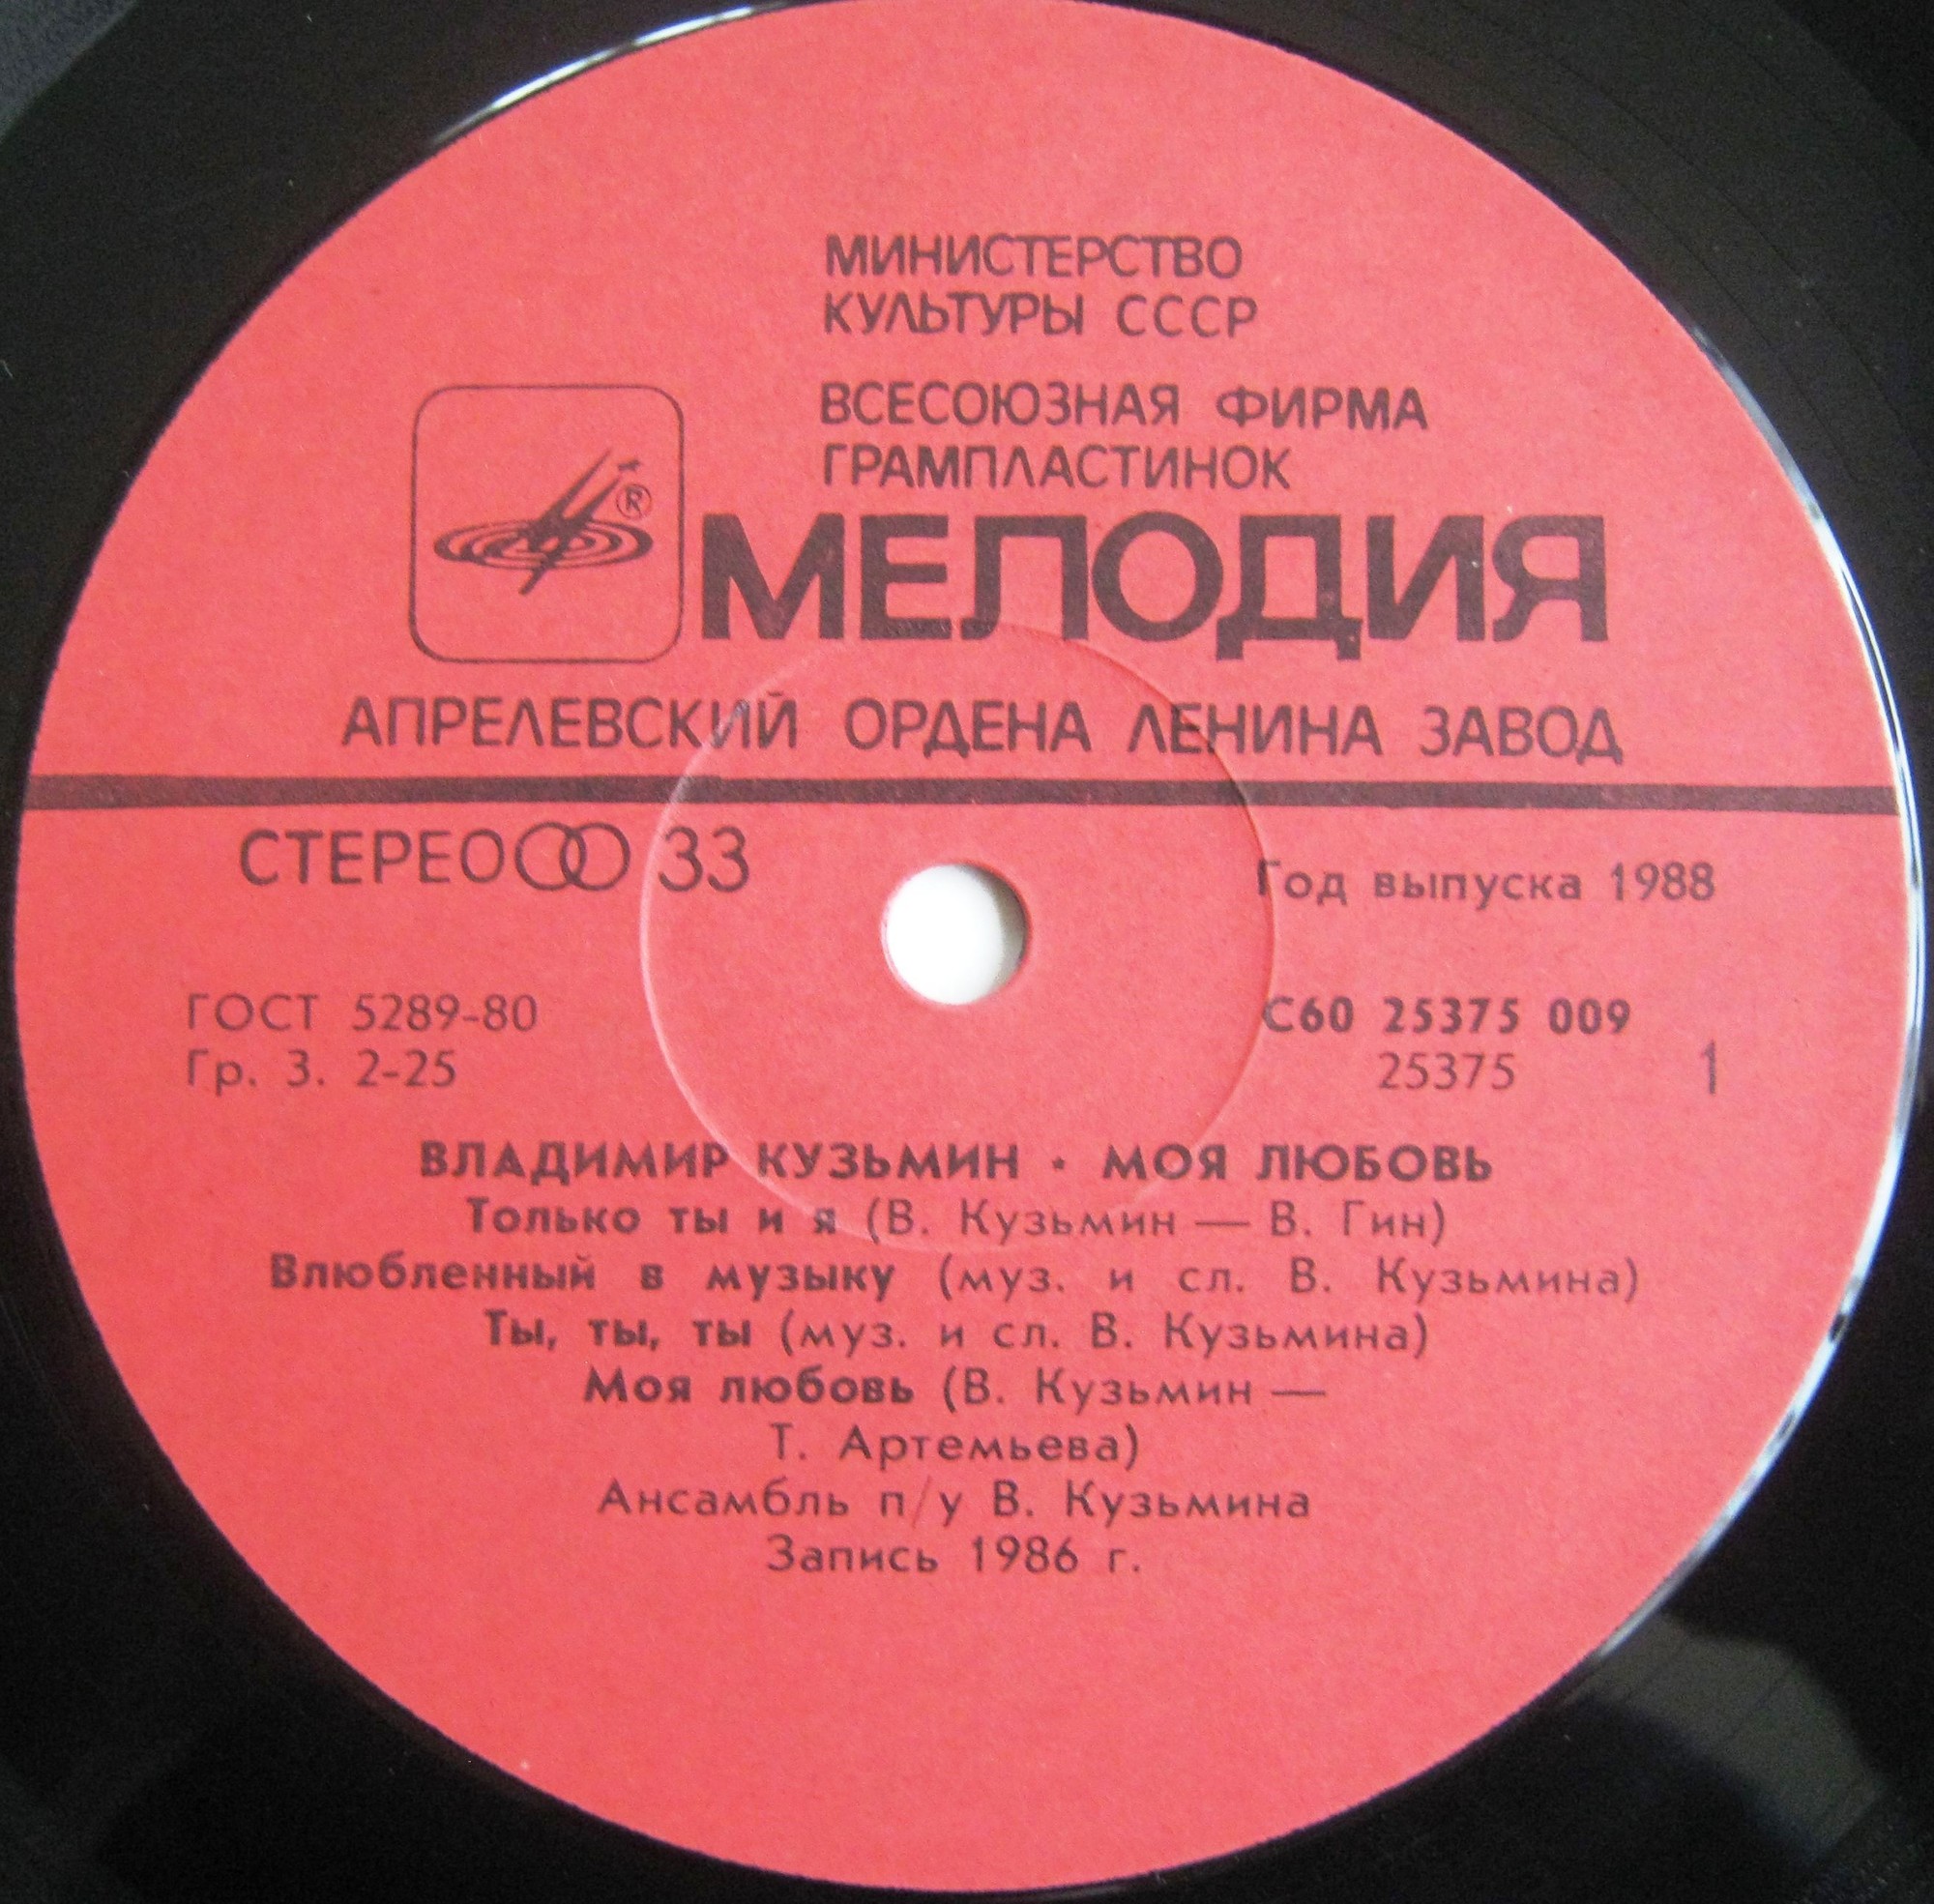 МИНИСТЕРСТВО
КУЛЬТУРЫ СССР
ВСЕСОЮЗНАЯ ФИРМА
ГРАМПЛАСТИНОК
®
МЕЛОДИЯ
АПРЕЛЕВСКИЙ ОРДЕНА ЛЕНИНА ЗАВОД
СТЕРЕО 33
Год выпуска 1988
ГОСТ 5289-80
Гр. 3. 2-25
С60 25375 009
25375 1
ВЛАДИМИР КУЗЬМИН · МОЯ ЛЮБОВЬ
Только ты и я (В. Кузьмин — В. Гин)
Влюбленный в музыку (муз. и сл. В. Кузьмина)
Ты, ты, ты (муз. и сл. В. Кузьмина)
Моя любовь (В. Кузьмин —
Т. Артемьева)
Ансамбль п/у В. Кузьмина
Запись 1986 г.